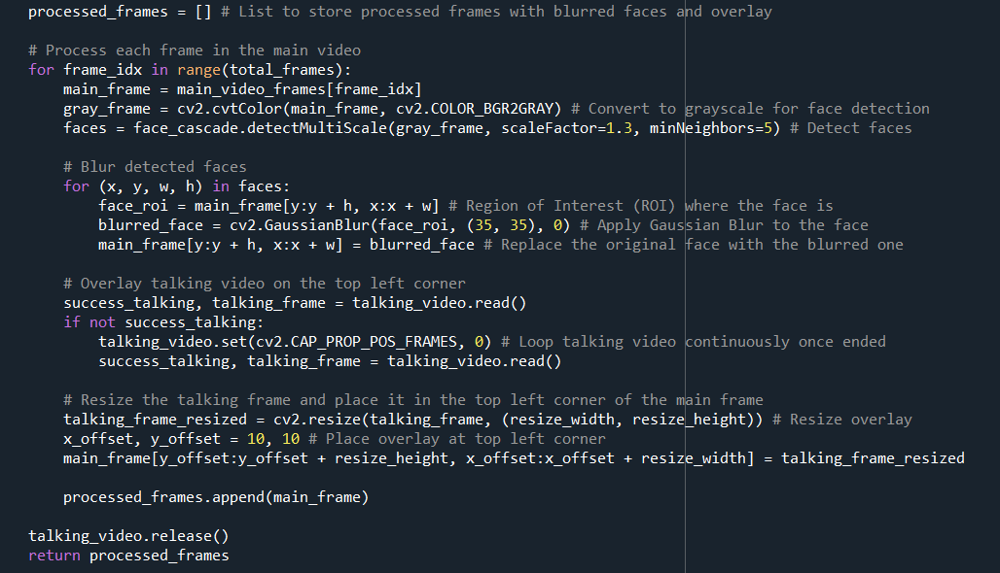 processed_frames = [] # List to store processed frames with blurred faces and overlay
# Process each frame in the main video
for frame_idx in range(total_frames):
main_frame = main_video_frames[frame_idx]
gray_frame = cv2.cvtColor(main_frame, cv2.COLOR_BGR2GRAY) # Convert to grayscale for face detection
faces = face_cascade.detectMultiScale(gray_frame, scaleFactor=1.3, minNeighbors=5) # Detect faces
# Blur detected faces
for (x, y, w, h) in faces:
face_roi = main_frame[y:y + h, x:x + w] # Region of Interest (ROI) where the face is
blurred_face = cv2.GaussianBlur(face_roi, (35, 35), 0) # Apply Gaussian Blur to the face
main_frame[y:y + h, x:x + w] = blurred_face # Replace the original face with the blurred one
# Overlay talking video on the top left corner
success_talking, talking_frame = talking_video.read()
if not success_talking:
talking_video.set(cv2.CAP_PROP_POS_FRAMES, 0) # Loop talking video continuously once ended
success_talking, talking_frame = talking_video.read()
# Resize the talking frame and place it in the top left corner of the main frame
talking_frame_resized = cv2.resize(talking_frame, (resize_width, resize_height)) # Resize overlay
x_offset, y_offset = 10, 10 # Place overlay at top left corner
main_frame[y_offset:y_offset + resize_height, x_offset:x_offset + resize_width] = talking_frame_resized
processed_frames.append(main_frame)
talking_video.release()
return processed_frames